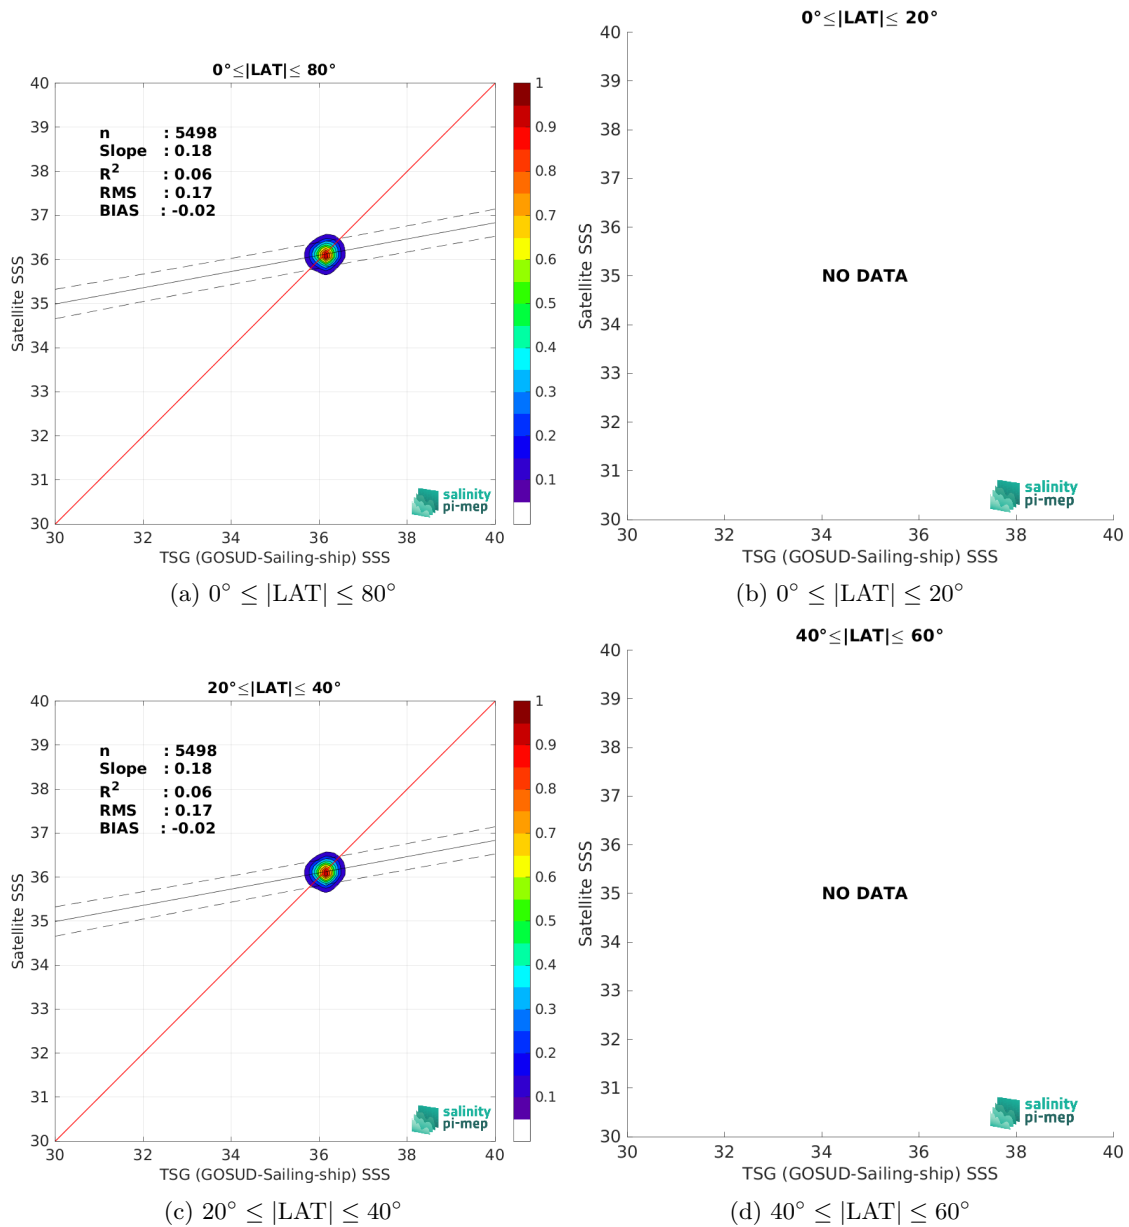 0°≤|LAT|≤ 80°
40
39
38
37
36
35
34
33
32
31
30
Satellite SSS
n : 5498
Slope : 0.18
R² : 0.06
RMS : 0.17
BIAS : -0.02
salinity
pi-mep
30 32 34 36 38 40
TSG (GOSUD-Sailing-ship) SSS
1
0.9
0.8
0.7
0.6
0.5
0.4
0.3
0.2
0.1
(a) 0° ≤ |LAT| ≤ 80°
0°≤|LAT|≤ 20°
40
39
38
37
36
35
34
33
32
31
30
Satellite SSS
NO DATA
salinity
pi-mep
30 32 34 36 38 40
TSG (GOSUD-Sailing-ship) SSS
(b) 0° ≤ |LAT| ≤ 20°
20°≤|LAT|≤ 40°
40
39
38
37
36
35
34
33
32
31
30
Satellite SSS
n : 5498
Slope : 0.18
R² : 0.06
RMS : 0.17
BIAS : -0.02
salinity
pi-mep
30 32 34 36 38 40
TSG (GOSUD-Sailing-ship) SSS
1
0.9
0.8
0.7
0.6
0.5
0.4
0.3
0.2
0.1
(c) 20° ≤ |LAT| ≤ 40°
40°≤|LAT|≤ 60°
40
39
38
37
36
35
34
33
32
31
30
Satellite SSS
NO DATA
salinity
pi-mep
30 32 34 36 38 40
TSG (GOSUD-Sailing-ship) SSS
(d) 40° ≤ |LAT| ≤ 60°